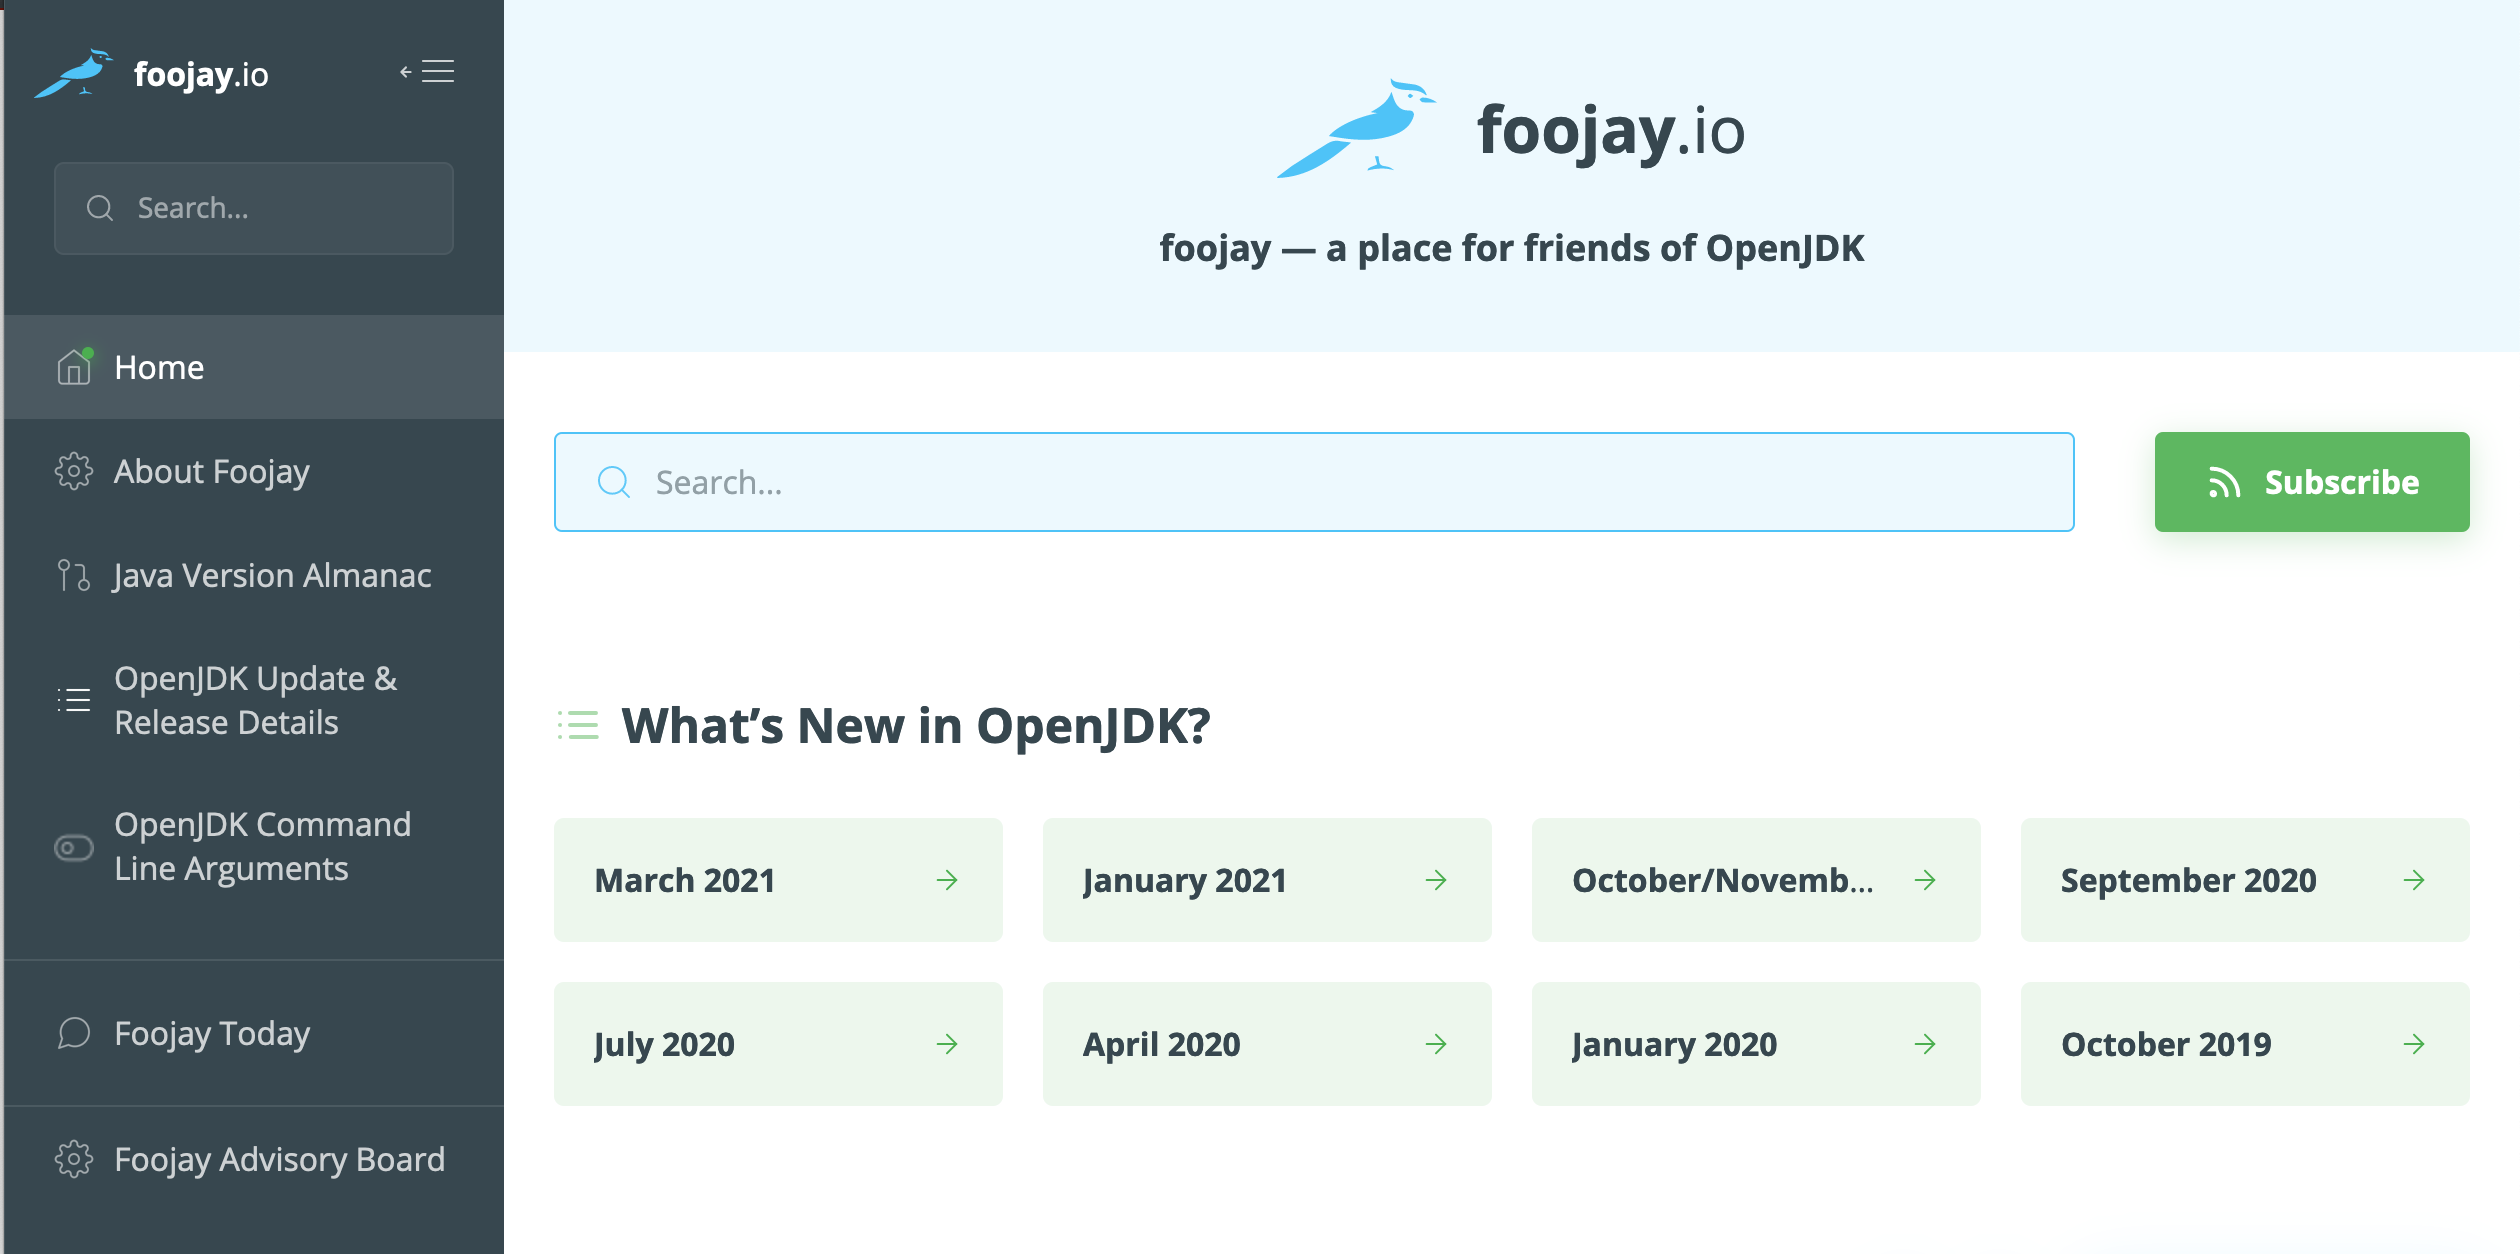 foojay.io
Search...
Home
About Foojay
Java Version Almanac
OpenJDK Update &
Release Details
OpenJDK Command
Line Arguments
Foojay Today
Foojay Advisory Board
foojay.io
foojay — a place for friends of OpenJDK
Search...
Subscribe
What’s New in OpenJDK?
March 2021
January 2021
October/Novemb...
September 2020
July 2020
April 2020
January 2020
October 2019